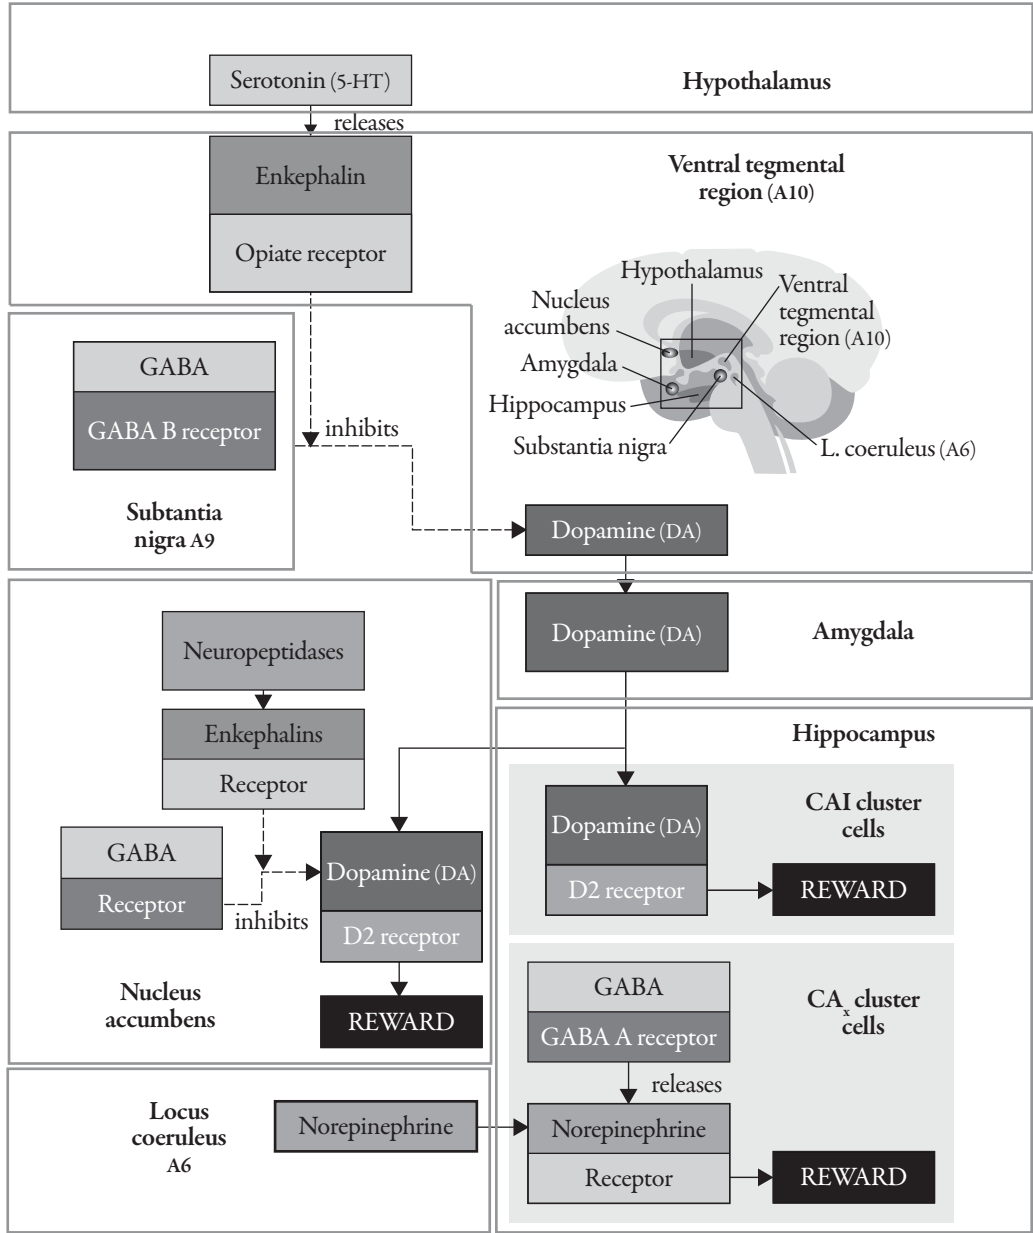 Serotonin (5-HT)
Hypothalamus
releases
Enkephalin
Opiate receptor
Ventral tegmental
region (A10)
Hypothalamus
Ventral
tegmental
region (A10)
Nucleus
accumbens
Amygdala
Hippocampus
Substantia nigra
L. coeruleus (A6)
GABA
GABA B receptor
inhibits
Subtantia
nigra A9
Dopamine (DA)
Dopamine (DA)
Amygdala
Neuropeptidases
Enkephalins
Receptor
GABA
Receptor
inhibits
Dopamine (DA)
D2 receptor
REWARD
Nucleus
accumbens
Hippocampus
CAI cluster
cells
Dopamine (DA)
D2 receptor
REWARD
CAx cluster
cells
GABA
GABA A receptor
releases
Norepinephrine
Receptor
REWARD
Locus
coeruleus
A6
Norepinephrine